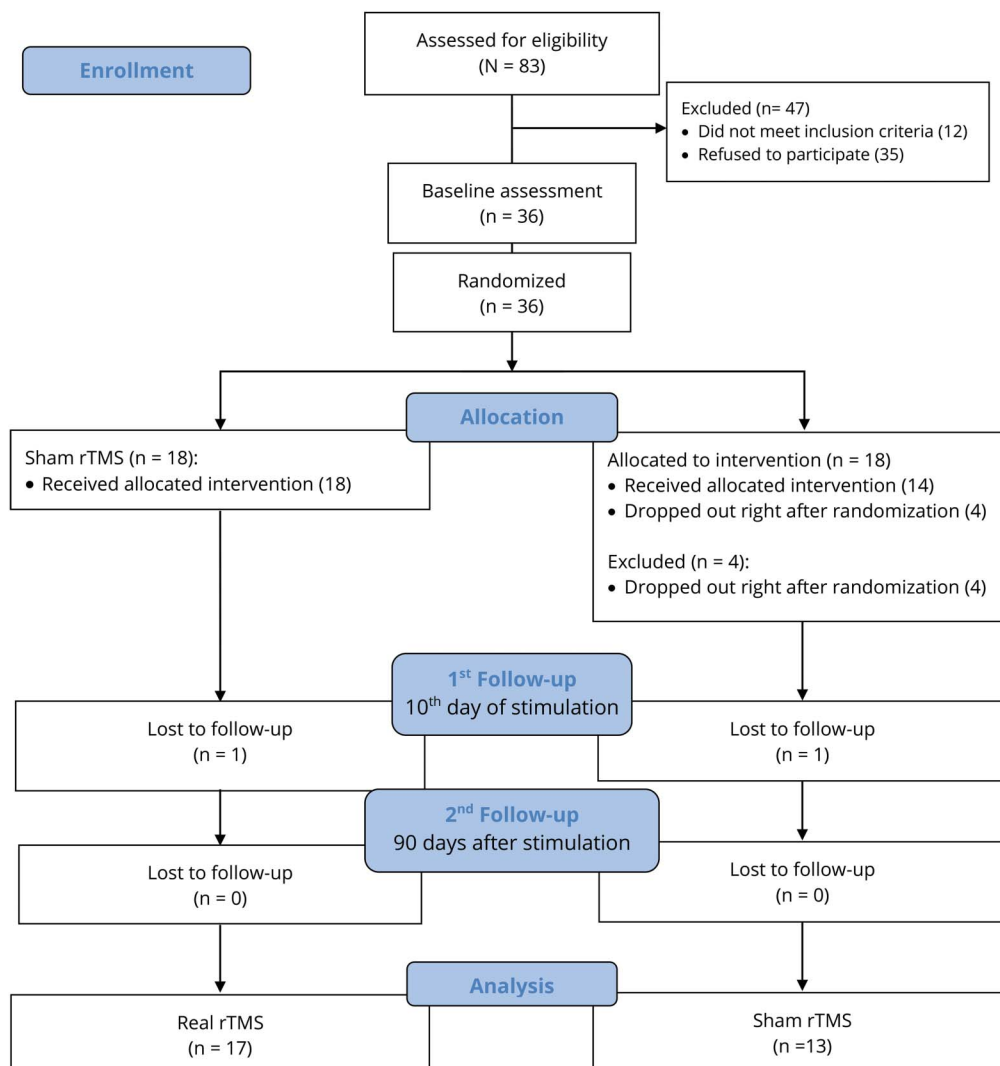 Assessed for eligibility
(N = 83)
Enrollment
Excluded (n= 47)
• Did not meet inclusion criteria (12)
• Refused to participate (35)
Baseline assessment
(n = 36)
Randomized
(n = 36)
Allocation
Sham rTMS (n = 18):
• Received allocated intervention (18)
Allocated to intervention (n = 18)
• Received allocated intervention (14)
• Dropped out right after randomization (4)
Excluded (n = 4):
• Dropped out right after randomization (4)
1st Follow-up
10th day of stimulation
Lost to follow-up
(n = 1)
Lost to follow-up
(n = 1)
2nd Follow-up
90 days after stimulation
Lost to follow-up
(n = 0)
Lost to follow-up
(n = 0)
Analysis
Real rTMS
(n = 17)
Sham rTMS
(n =13)